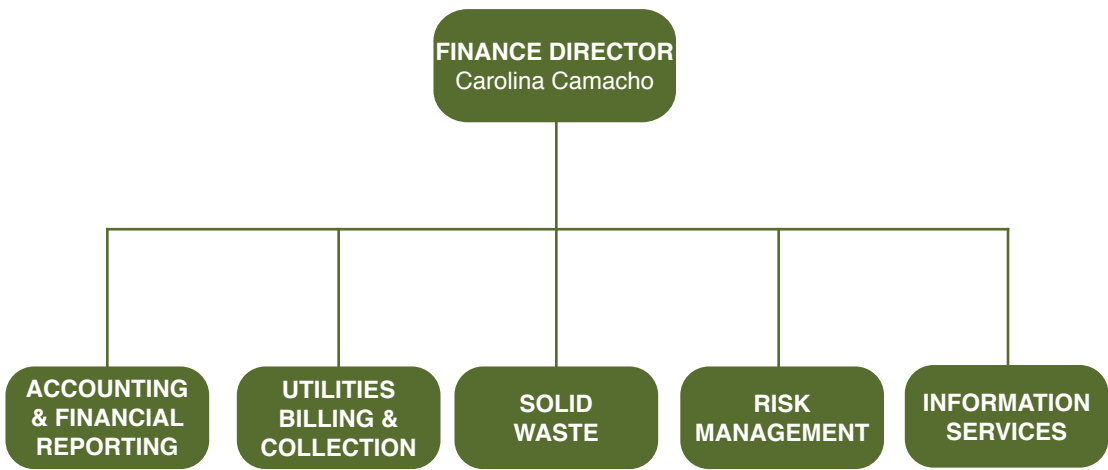 FINANCE DIRECTOR
Carolina Camacho
ACCOUNTING
& FINANCIAL
REPORTING
UTILITIES
BILLING &
COLLECTION
SOLID
WASTE
RISK
MANAGEMENT
INFORMATION
SERVICES